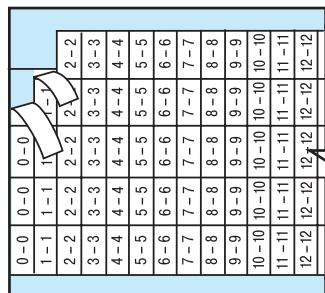 0 – 0 0 – 0 0 – 0
1 – 1 1 – 1
2 – 2 2 – 2 2 – 2 2 – 2
3 – 3 3 – 3 3 – 3 3 – 3 3 – 3
4 – 4 4 – 4 4 – 4 4 – 4 4 – 4
5 – 5 5 – 5 5 – 5 5 – 5 5 – 5
6 – 6 6 – 6 6 – 6 6 – 6 6 – 6
7 – 7 7 – 7 7 – 7 7 – 7 7 – 7
8 – 8 8 – 8 8 – 8 8 – 8 8 – 8
9 – 9 9 – 9 9 – 9 9 – 9 9 – 9
10 – 10 10 – 10 10 – 10 10 – 10 10 – 10
11 – 11 11 – 11 11 – 11 11 – 11 11 – 11
12 – 12 12 – 12 12 – 12 12 – 12 12 – 12